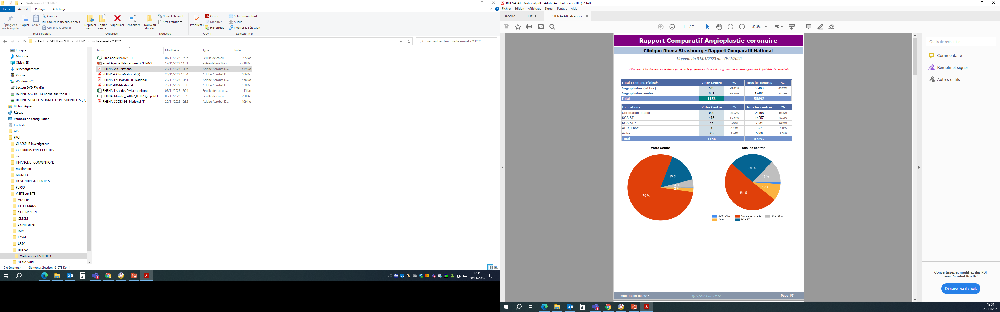 Visite annuel 27112023
Fichier Accueil Partage Affichage
Épingler à Accès rapide
Copier
Coller
Couper
Copier le chemin d'accès
Coller le raccourci
Presse-papiers
Déplacer vers
Copier vers
Supprimer
Renommer
Organiser
Nouveau dossier
Nouvel élément
Accès rapide
Nouveau
Propriétés
Ouvrir
Modifier
Historique
Ouvrir
Sélectionner tout
Aucun
Inverser la sélection
Sélectionner
FPCI > VISITE sur SITE > RHENA > Visite annuel 27112023
Rechercher dans : Visite annuel 27112023
Images
Musique
Objets 3D
Téléchargements
Vidéos
Windows (C:)
Lecteur DVD RW (D:)
DONNEES CHD - La Roche-sur-Yon (F:)
DONNEES PROFESSIONNELLES PERSONNELLES (U:)
Bibliothèques
Réseau
Panneau de configuration
Corbeille
ARS
FPCI
CLASSEUR investigateur
COURRIERS TYPE ET OUTILS
cv
FINANCE ET CONVENTIONS
medireport
MONITO
OUVERTURE de CENTRES
PERSO
VISITE sur SITE
ANGERS
CH LE MANS
CHU NANTES
CMCM
CONFLUENT
IMM
LAVAL
LRSY
RHENA
Visite annuel 27112023
ST NAZAIRE
Nom Modifié le Type Taille
Bilan annuel v20231010 07/11/2023 12:05 Feuille de calcul ... 95 Ko
Point équipe_Bilan annuel_27112023 17/11/2023 14:31 Présentation Micr... 7 718 Ko
RHENA-ATC-National 20/11/2023 10:36 Adobe Acrobat D... 679 Ko
RHENA-CORO-National (2) 20/11/2023 10:34 Adobe Acrobat D... 586 Ko
RHENA-EXHAUSTIVITE-National 20/11/2023 10:41 Adobe Acrobat D... 458 Ko
RHENA-IDM-National 20/11/2023 10:38 Adobe Acrobat D... 659 Ko
RHENA-Liste des DM à monitorer 07/11/2023 12:04 Feuille de calcul ... 15 Ko
RHENA-Monito_041022_031123_exp0611... 06/11/2023 16:09 Feuille de calcul ... 290 Ko
RHENA-SCORING -National (1) 20/11/2023 10:32 Adobe Acrobat D... 199 Ko
9 élément(s) 1 élément sélectionné 678 Ko
12:34
20/11/2023
RHENA-ATC-National.pdf - Adobe Acrobat Reader DC (32-bit)
Fichier Edition Affichage Signer Fenêtre Aide
Accueil Outils RHENA-ATC-Nation... ×
1 / 7 80,3%
Rapport Comparatif Angioplastie coronaire
Clinique Rhena Strasbourg - Rapport Comparatif National
Rapport du 01/01/2023 au 20/11/2023
Attention : Ces données ne rentrent pas dans le programme de monitoring, nous ne pouvons garantir la fiabilité des résultats
Total Examens réalisés Votre Centre % Tous les centres %
Angioplasties (ad-hoc) 505 43.69% 38408 68.72%
Angioplasties seules 651 56.31% 17484 31.28%
Total 1156 55892
Indications Votre Centre % Tous les centres %
Coronarien stable 909 78.63% 28406 50.82%
SCA ST- 175 15.14% 14257 25.51%
SCA ST + 46 3.98% 7234 12.94%
ACR, Choc 1 0.09% 627 1.12%
Autre 25 2.16% 5368 9.60%
Total 1156 55892
Votre Centre
15 %
4 %
2 %
79 %
Tous les centres
26 %
13 %
10 %
51 %
ACR, Choc Coronarien stable SCA ST +
Autre SCA ST-
MediReport (c) 2015 20/11/2023 10:34:37 Page 1/7
Outils de recherche
Commentaire
Remplir et signer
Autres outils
Convertissez et modifiez des PDF
avec Acrobat Pro DC
Démarrer l'essai gratuit
12:34
20/11/2023